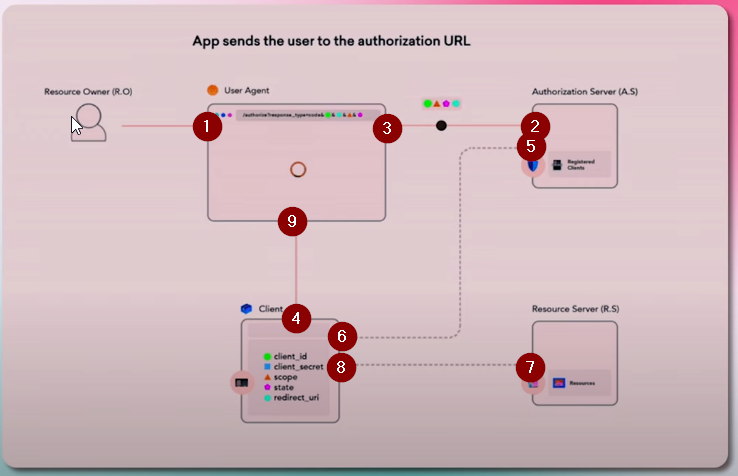 App sends the user to the authorization URL
Resource Owner (R.O)
User Agent
Authorization Server (A.S)
/authorize?response_type=code&
&
&
&
1
3
2
5
Registered
Clients
9
Client
4
6
8
client_id
client_secret
scope
state
redirect_uri
Resource Server (R.S)
7
Resources